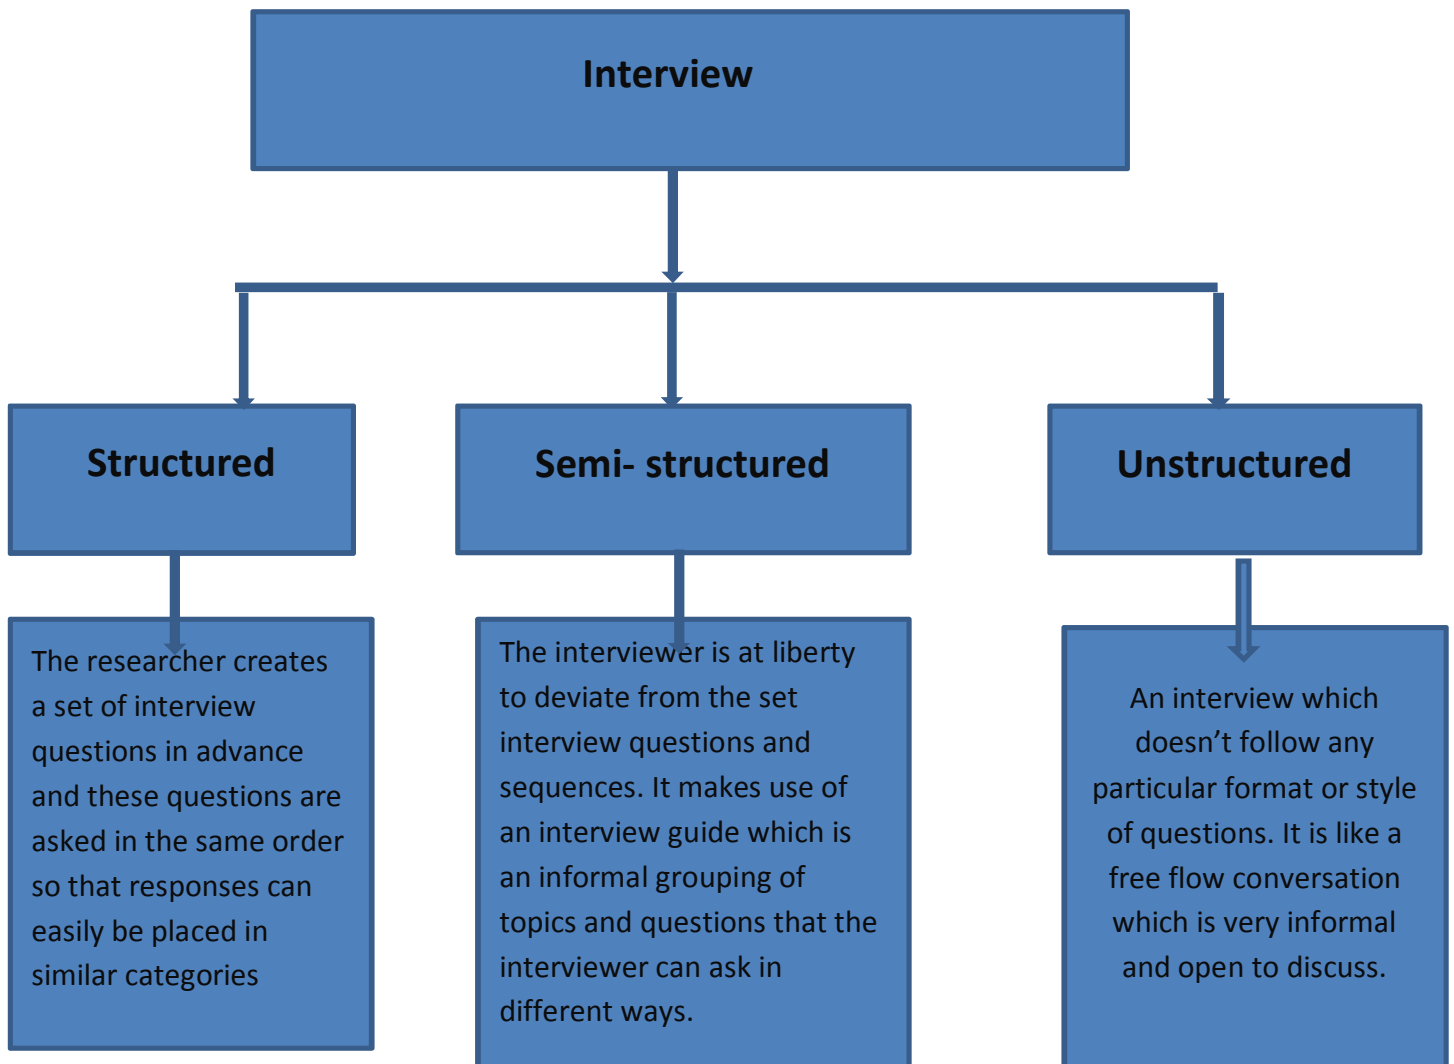 Interview
Structured
Semi- structured
Unstructured
The researcher creates
a set of interview
questions in advance
and these questions are
asked in the same order
so that responses can
easily be placed in
similar categories
The interviewer is at liberty
to deviate from the set
interview questions and
sequences. It makes use of
an interview guide which is
an informal grouping of
topics and questions that the
interviewer can ask in
different ways.
An interview which
doesn’t follow any
particular format or style
of questions. It is like a
free flow conversation
which is very informal
and open to discuss.